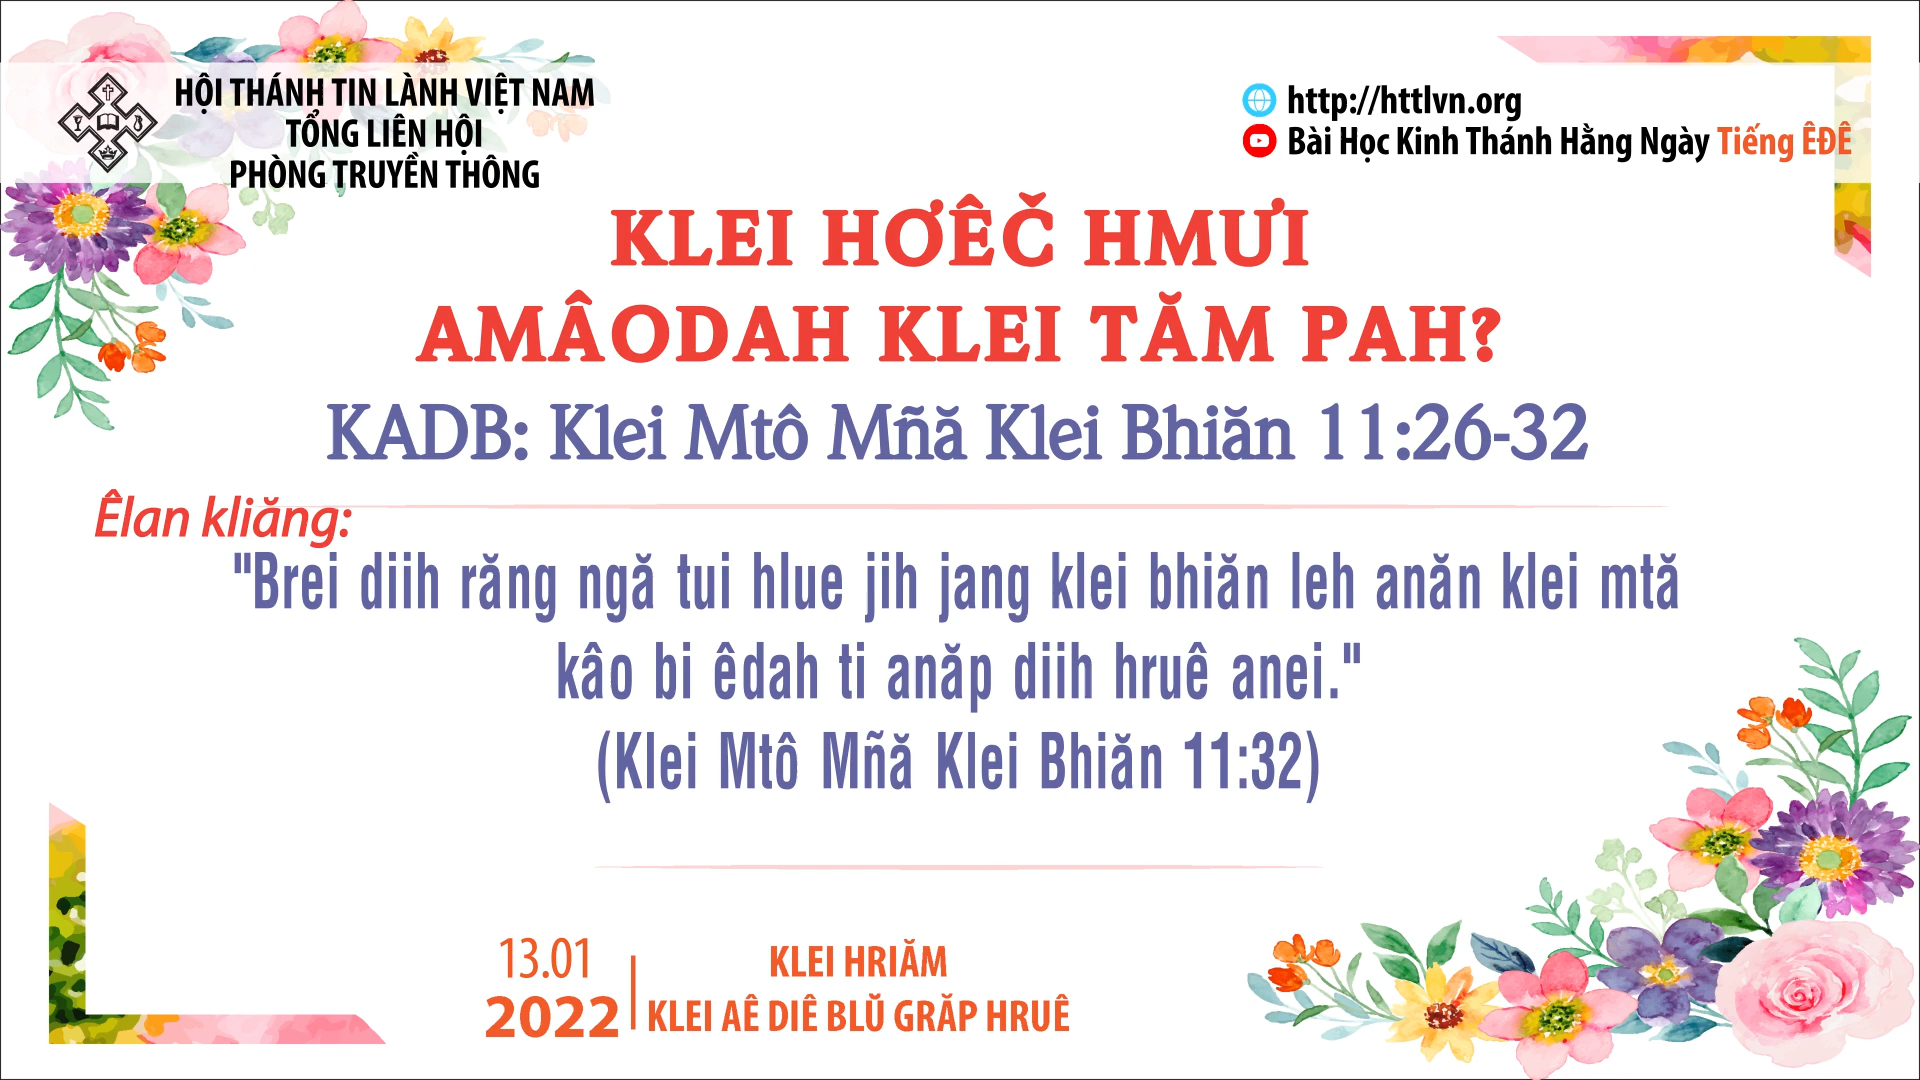 HỘI THÁNH TIN LÀNH VIỆT NAM
TỔNG LIÊN HỘI
PHÒNG TRUYỀN THÔNG
http://httlvn.org
Bài Học Kinh Thánh Hằng Ngày Tiếng ÊĐÊ
KLEI HƠÊČ HMƯI
AMÂODAH KLEI TĂM PAH?
KADB: Klei Mtô Mñă Klei Bhiăn 11:26-32
Êlan kliăng:
"Brei diih răng ngă tui hlue jih jang klei bhiăn leh anăn klei mtă
kâo bi êdah ti anăp diih hruê anei."
(Klei Mtô Mñă Klei Bhiăn 11:32)
13.01
2022
KLEI HRIĂM
KLEI AÊ DIÊ BLŬ GRĂP HRUÊ